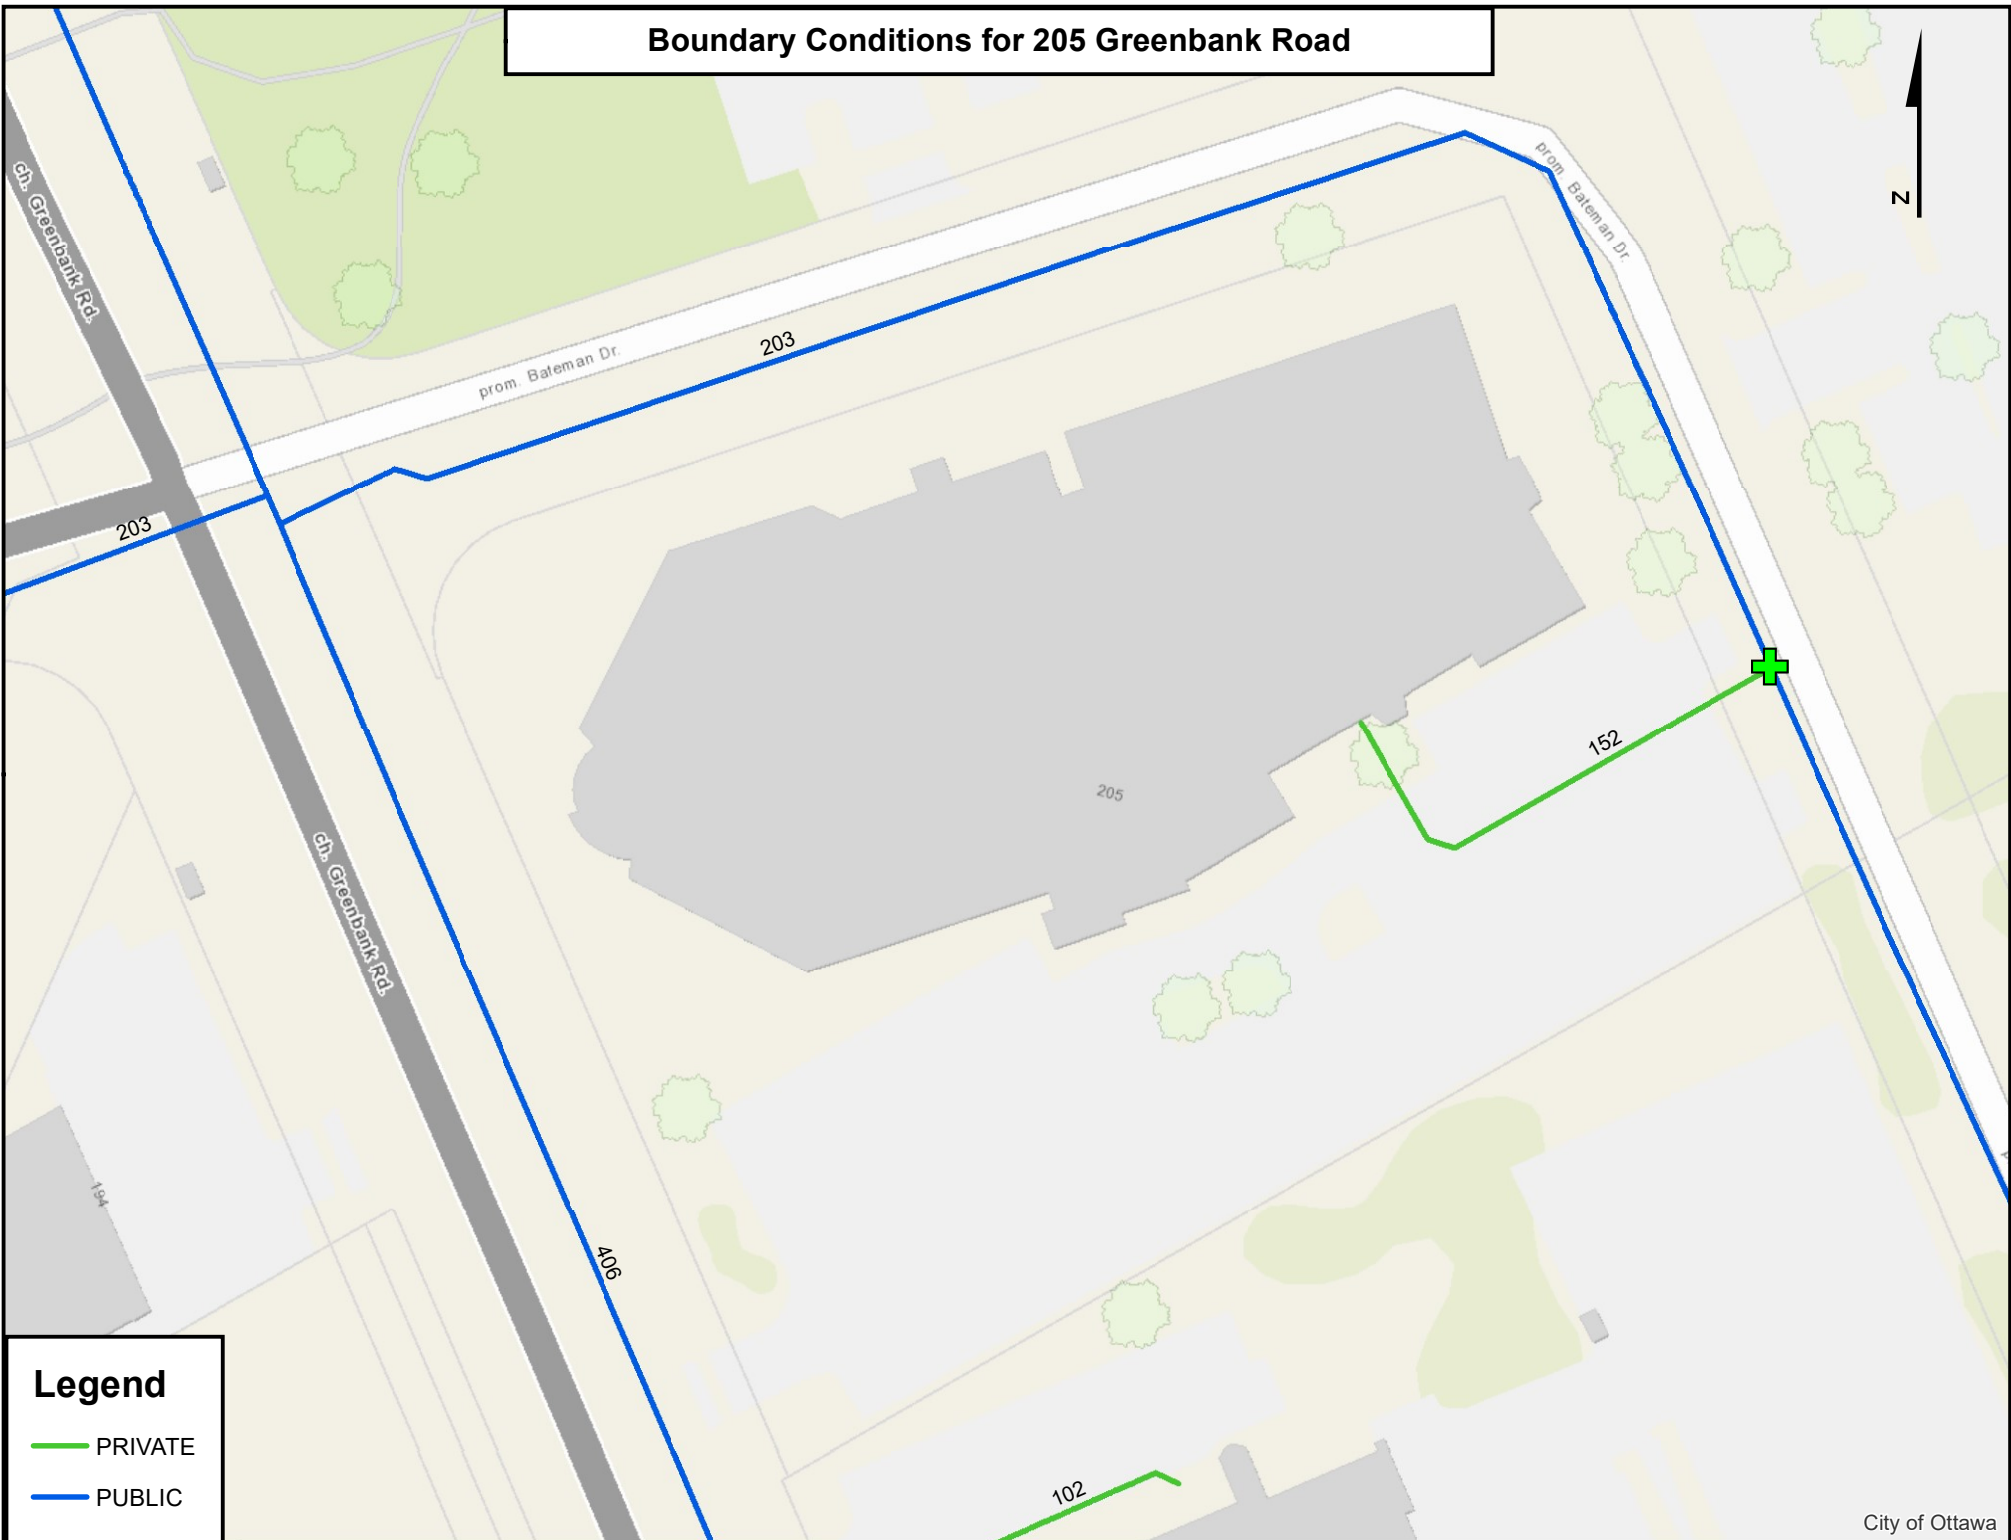 Boundary Conditions for 205 Greenbank Road
N
ch. Greenbank Rd.
prom. Bateman Dr.
prom. Bateman Dr.
203
203
152
205
ch. Greenbank Rd.
194
406
102
Legend
PRIVATE
PUBLIC
City of Ottawa